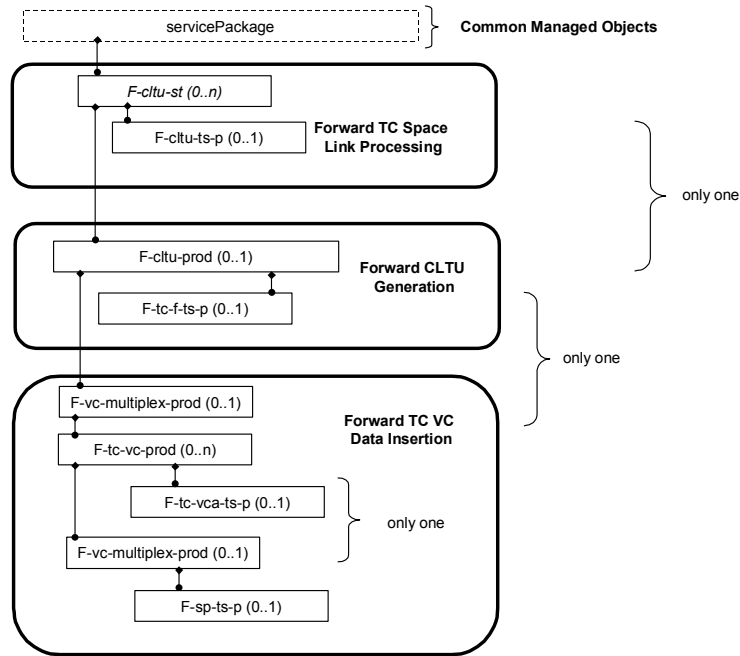 servicePackage
Common Managed Objects
F-cltu-st (0..n)
F-cltu-ts-p (0..1)
Forward TC Space
Link Processing
only one
F-cltu-prod (0..1)
Forward CLTU
Generation
F-tc-f-ts-p (0..1)
only one
F-vc-multiplex-prod (0..1)
Forward TC VC
Data Insertion
F-tc-vc-prod (0..n)
F-tc-vca-ts-p (0..1)
only one
F-vc-multiplex-prod (0..1)
F-sp-ts-p (0..1)